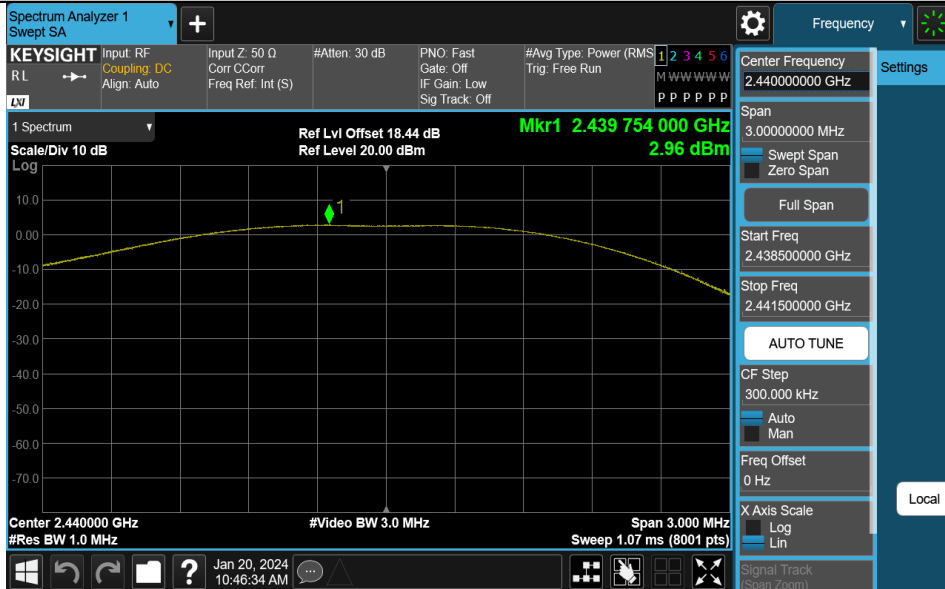 Spectrum Analyzer 1
Swept SA
+
Frequency
KEYSIGHT
R L
LXI
Input: RF
Coupling: DC
Align: Auto
Input Z: 50 Ω
Corr CCorr
Freq Ref: Int (S)
#Atten: 30 dB
PNO: Fast
Gate: Off
IF Gain: Low
Sig Track: Off
#Avg Type: Power (RMS
Trig: Free Run
1 2 3 4 5 6
M W W W W W
P P P P P P
1 Spectrum
Scale/Div 10 dB
Log
Ref Lvl Offset 18.44 dB
Ref Level 20.00 dBm
Mkr1 2.439 754 000 GHz
2.96 dBm
1
10.0
0.00
-10.0
-20.0
-30.0
-40.0
-50.0
-60.0
-70.0
Center 2.440000 GHz
#Res BW 1.0 MHz
#Video BW 3.0 MHz
Span 3.000 MHz
Sweep 1.07 ms (8001 pts)
?
Jan 20, 2024
10:46:34 AM
Center Frequency
2.440000000 GHz
Span
3.00000000 MHz
Swept Span
Zero Span
Full Span
Start Freq
2.438500000 GHz
Stop Freq
2.441500000 GHz
AUTO TUNE
CF Step
300.000 kHz
Auto
Man
Freq Offset
0 Hz
X Axis Scale
Log
Lin
Signal Track
(Span Zoom)
Settings
Local